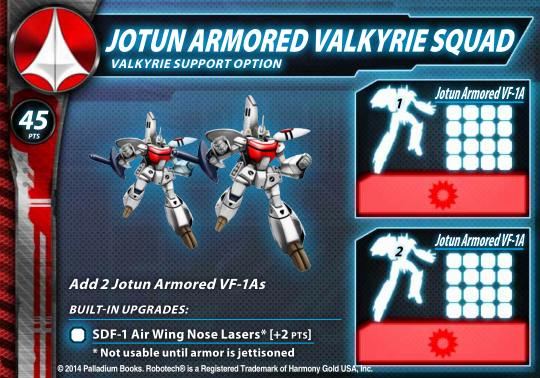 JOTUN ARMORED VALKYRIE SQUAD
VALKYRIE SUPPORT OPTION
45
PTS
Jotun Armored VF-1A
1
Jotun Armored VF-1A
2
Add 2 Jotun Armored VF-1As
BUILT-IN UPGRADES:
SDF-1 Air Wing Nose Lasers* [+2 PTS]
* Not usable until armor is jettisoned
© 2014 Palladium Books. Robotech® is a Registered Trademark of Harmony Gold USA, Inc.